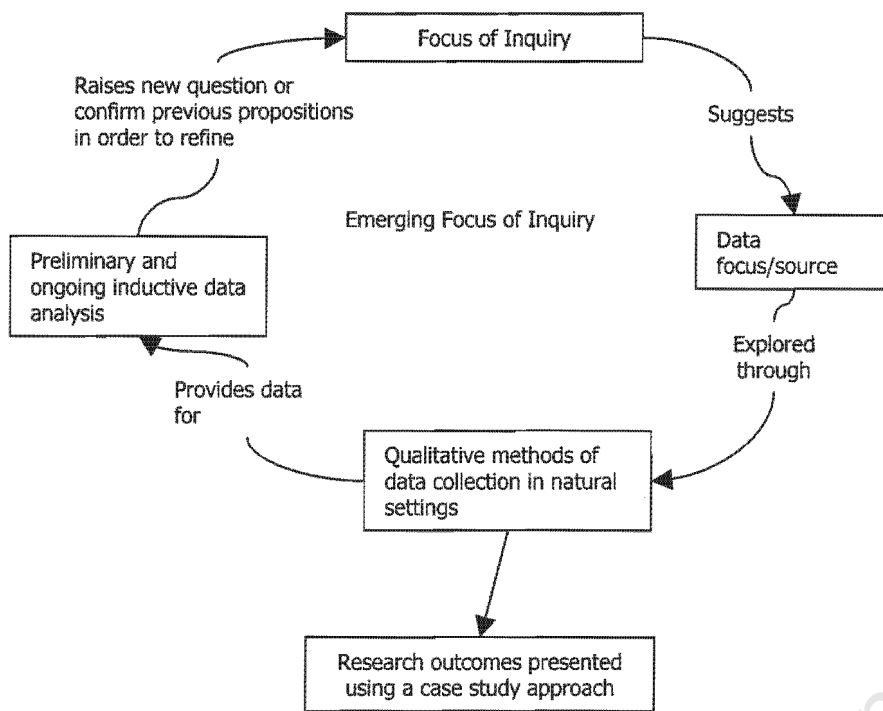 Focus of Inquiry
Suggests
Data
focus/source
Explored
through
Qualitative methods of
data collection in natural
settings
Provides data
for
Preliminary and
ongoing inductive data
analysis
Raises new question or
confirm previous propositions
in order to refine
Emerging Focus of Inquiry
Research outcomes presented
using a case study approach